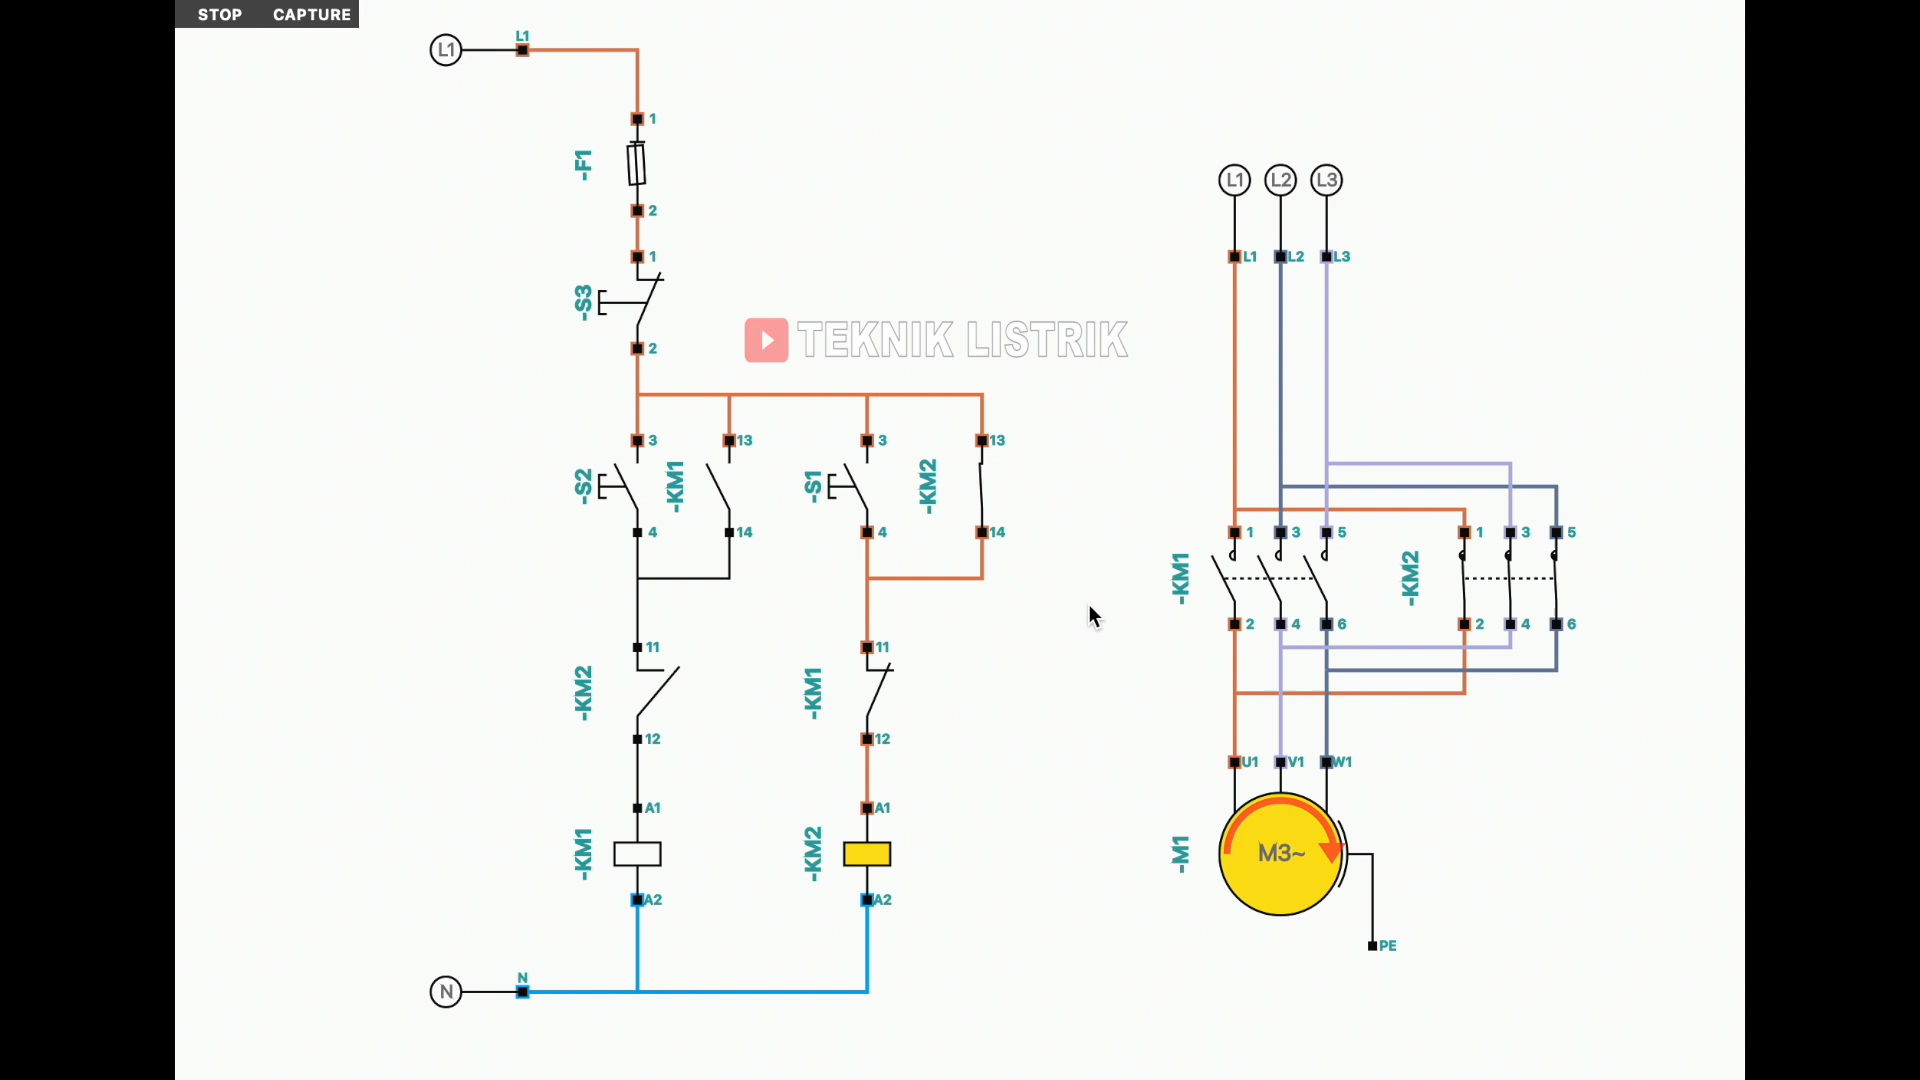 STOP CAPTURE
L1 L1
1
-F1
2
1
-S3
2
TEKNIK LISTRIK
L1 L2 L3
L1 L2 L3
3 13 3 13
-S2 -KM1 -S1 -KM2
4 14 4 14
1 3 5 1 3 5
-KM1 -KM2
2 4 6 2 4 6
11 11
-KM2 -KM1
12 12
U1 V1 W1
A1 A1
-KM1 -KM2
A2 A2
-M1 M3~
PE
N N